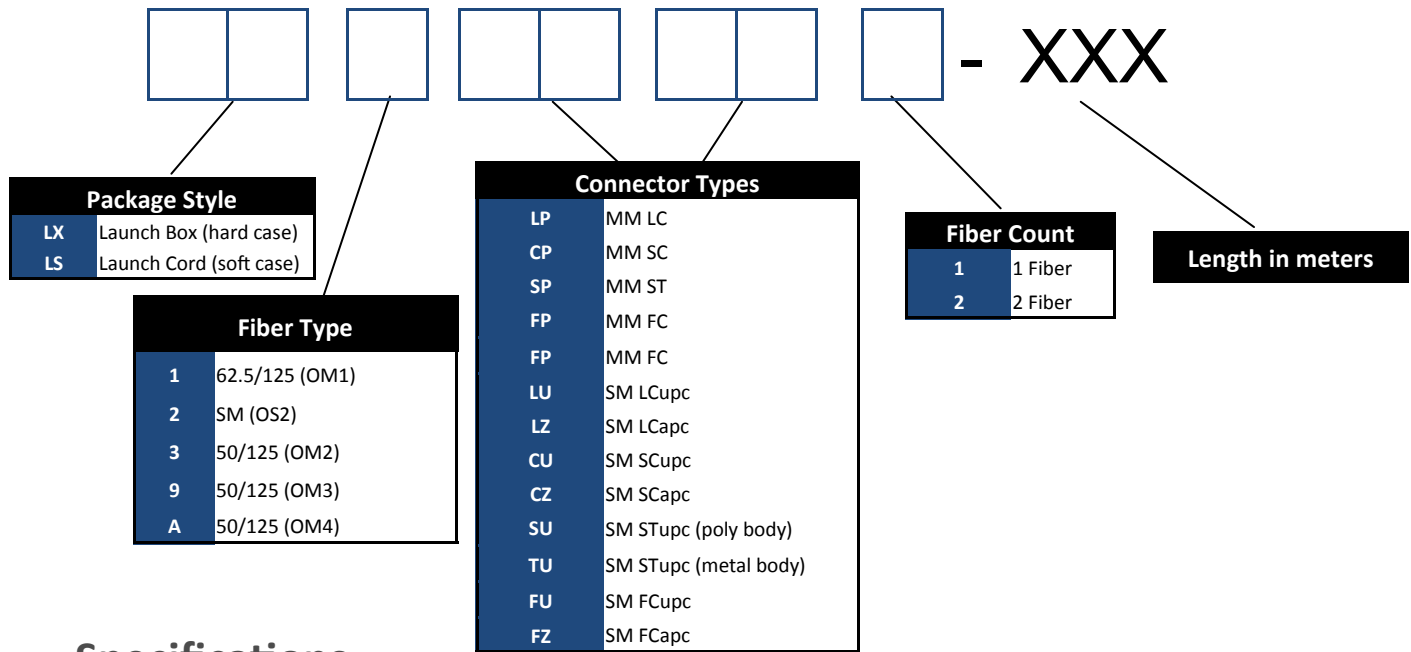 - XXX
Package Style
LX Launch Box (hard case)
LS Launch Cord (soft case)
Fiber Type
1 62.5/125 (OM1)
2 SM (OS2)
3 50/125 (OM2)
9 50/125 (OM3)
A 50/125 (OM4)
Connector Types
LP MM LC
CP MM SC
SP MM ST
FP MM FC
FP MM FC
LU SM LCupc
LZ SM LCapc
CU SM SCupc
CZ SM SCapc
SU SM STupc (poly body)
TU SM STupc (metal body)
FU SM FCupc
FZ SM FCapc
Fiber Count
1 1 Fiber
2 2 Fiber
Length in meters
Specifications